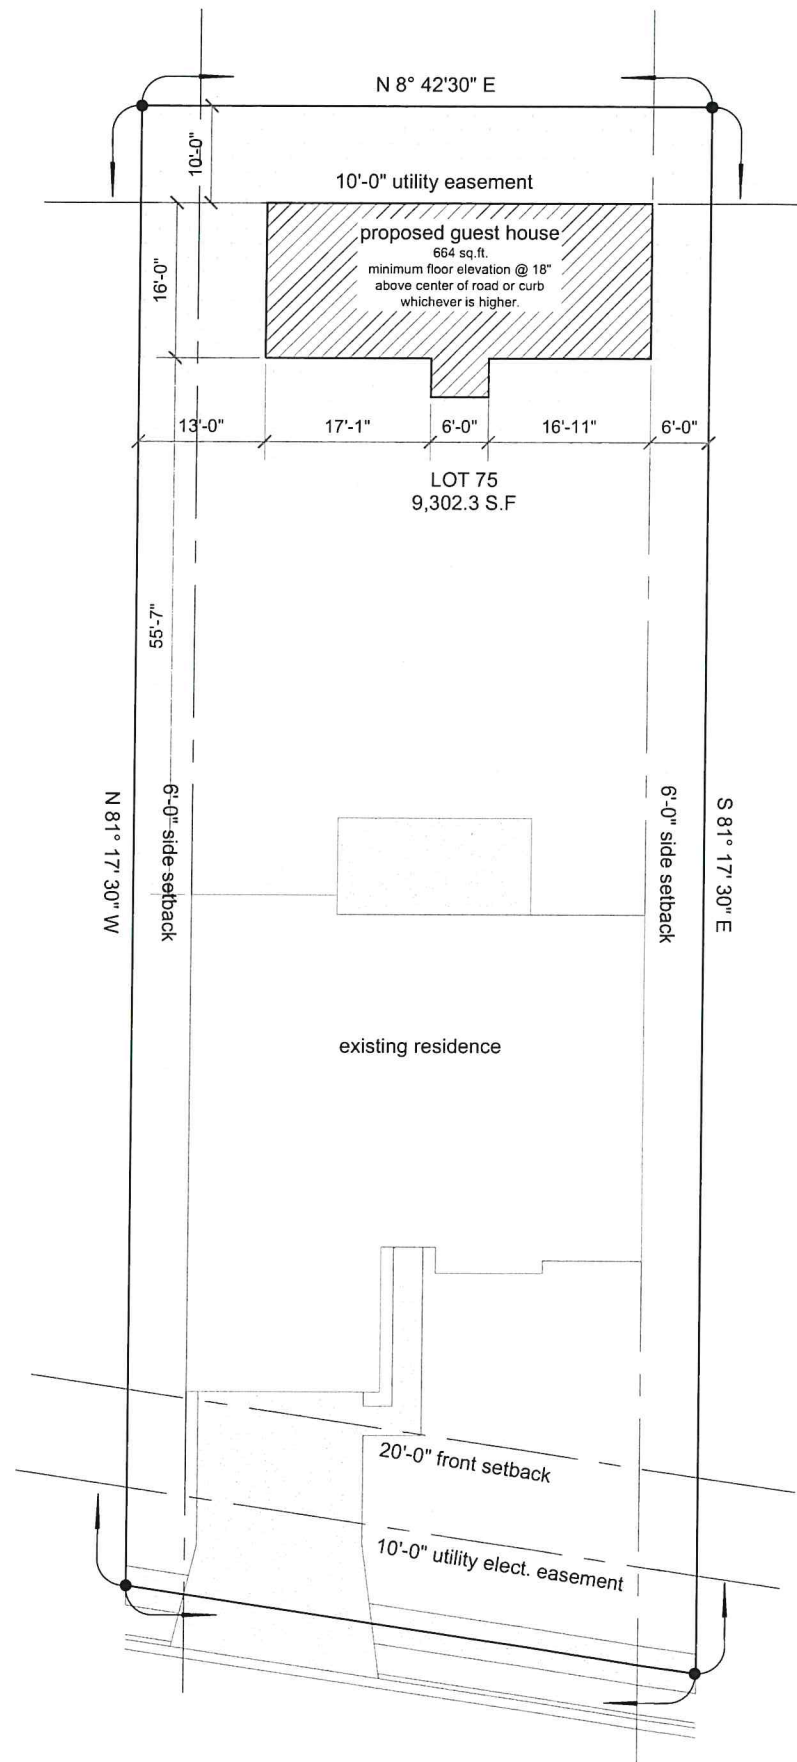 N 8° 42'30" E
10'-0"
10'-0" utility easement
proposed guest house
664 sq.ft.
minimum floor elevation @ 18"
above center of road or curb
whichever is higher.
16'-0"
13'-0"
17'-1"
6'-0"
16'-11"
6'-0"
LOT 75
9,302.3 S.F
55'-7"
N 81° 17' 30" W
6'-0" side setback
6'-0" side setback
S 81° 17' 30" E
existing residence
20'-0" front setback
10'-0" utility elect. easement